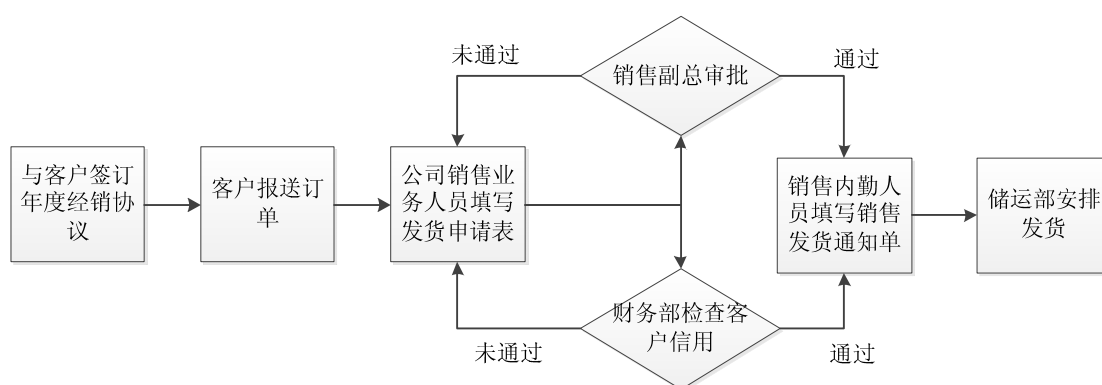 未通过
销售副总审批
通过
与客户签订
年度经销协
议
客户报送订
单
公司销售业
务人员填写
发货申请表
销售内勤人
员填写销售
发货通知单
储运部安排
发货
未通过
财务部检查客
户信用
通过